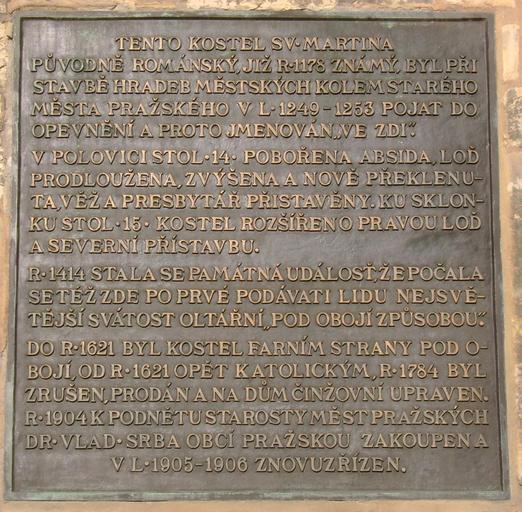 TENTO KOSTEL SV·MARTINA
PŮVODNĚ ROMÁNSKÝ, JIŽ R·1178 ZNÁMÝ, BYL PŘI
STAVBĚ HRADEB MĚSTSKÝCH KOLEM STARÉHO
MĚSTA PRAŽSKÉHO V L·1249-1253 POJAT DO
OPEVNĚNÍ A PROTO JMENOVÁN „VE ZDI".
V POLOVICI STOL·14· POBOŘENA ABSIDA, LOĎ
PRODLOUŽENA, ZVÝŠENA A NOVĚ PŘEKLENU-
TA, VĚŽ A PRESBYTÁŘ PŘISTAVĚNY. KU SKLON-
KU STOL·15· KOSTEL ROZŠÍŘEN O PRAVOU LOĎ
A SEVERNÍ PŘÍSTAVBU.
R·1414 STALA SE PAMÁTNÁ UDÁLOSŤ, ŽE POČALA
SE TÉŽ ZDE PO PRVÉ PODÁVATI LIDU NEJSVĚ-
TĚJŠÍ SVÁTOST OLTÁŘNÍ „POD OBOJÍ ZPŮSOBOU".
DO R·1621 BYL KOSTEL FARNÍM STRANY POD O-
BOJÍ, OD R·1621 OPĚT KATOLICKÝM, R·1784 BYL
ZRUŠEN, PRODÁN A NA DŮM ČINŽOVNÍ UPRAVEN.
R·1904 K PODNĚTU STAROSTY MĚST PRAŽSKÝCH
DR·VLAD·SRBA OBCÍ PRAŽSKOU ZAKOUPEN A
V L·1905-1906 ZNOVUZŘÍZEN.